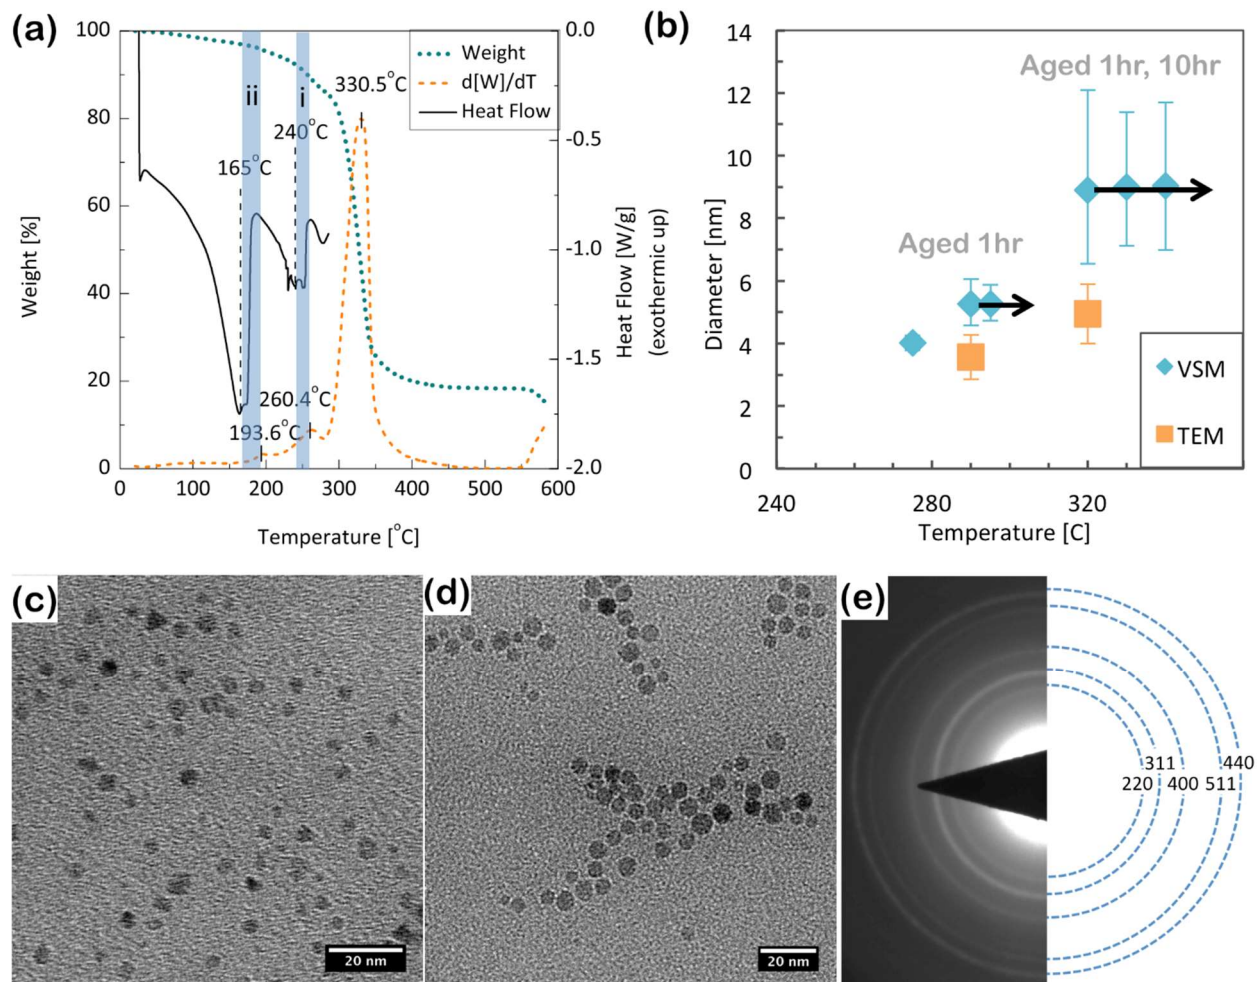 (a)
100
80
60
40
20
0
Weight [%]
0 100 200 300 400 500 600
Temperature [°C]
0.0
-0.5
-1.0
-1.5
-2.0
Heat Flow [W/g]
(exothermic up)
Weight
d[W]/dT
Heat Flow
ii
i
330.5°C
240°C
165°C
260.4°C
193.6°C
(b)
14
12
10
8
6
4
2
0
Diameter [nm]
240 280 320
Temperature [C]
Aged 1hr, 10hr
Aged 1hr
VSM
TEM
(c)
20 nm
(d)
20 nm
(e)
311 440
220 400 511